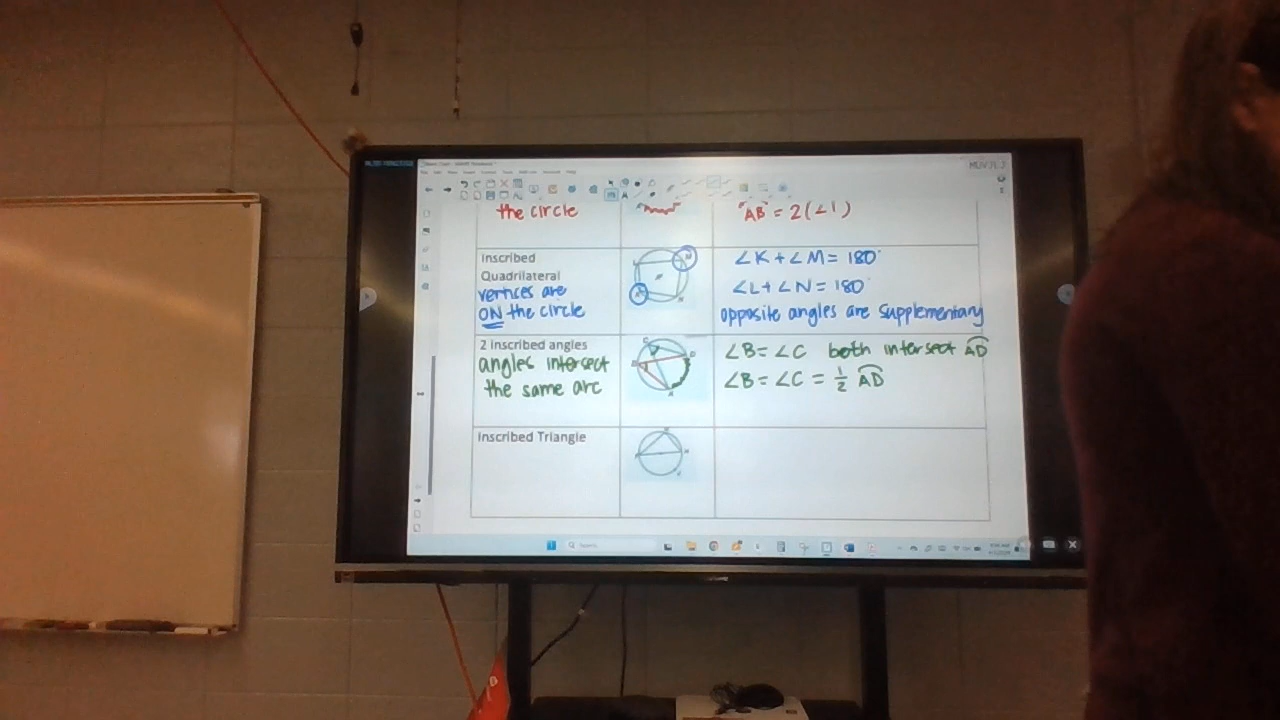 the circle
"AB" = 2(∠1)
Inscribed
Quadrilateral
vertices are
ON the circle
∠K + ∠M = 180°
∠L + ∠N = 180°
opposite angles are supplementary
2 inscribed angles
angles intersect
the same arc
∠B = ∠C both intersect AD
∠B = ∠C = 1/2 AD
Inscribed Triangle